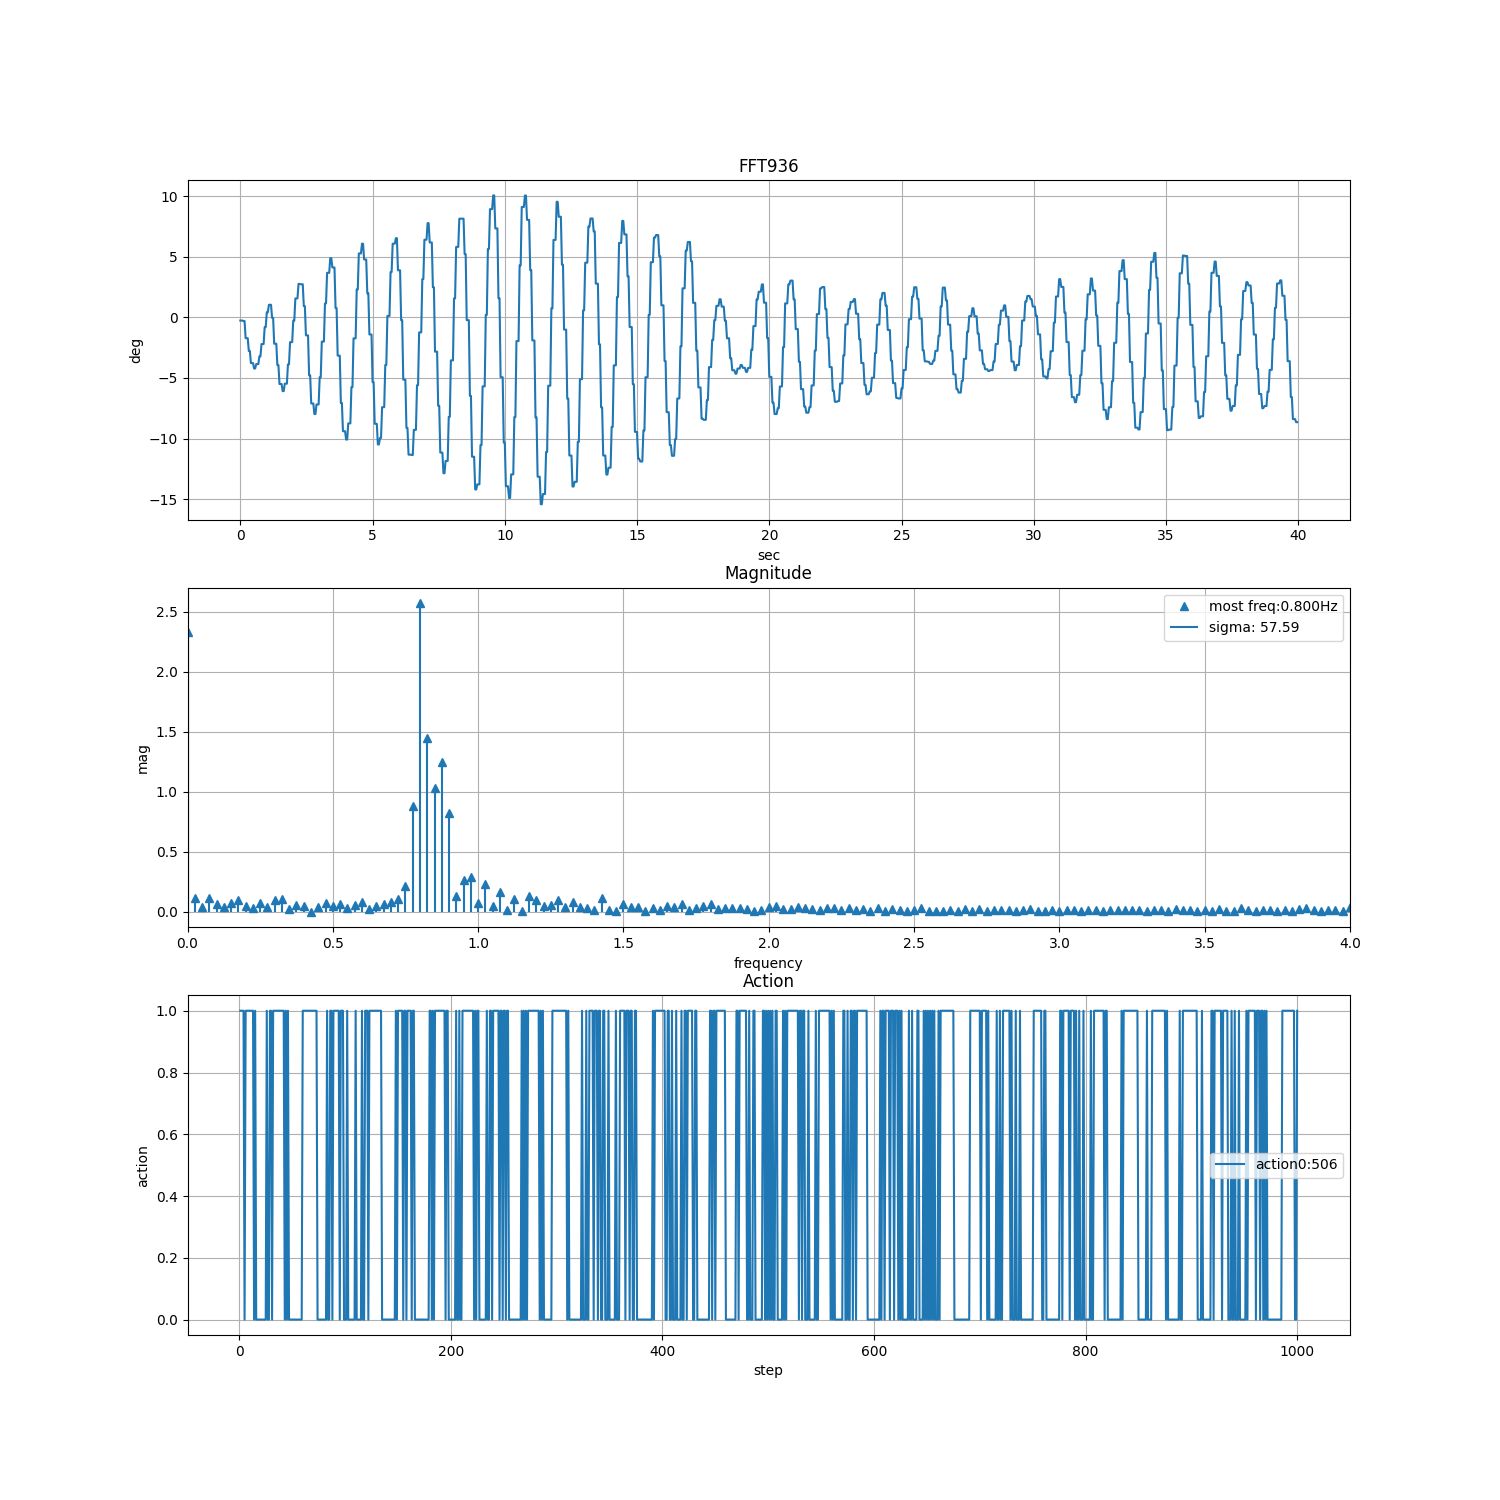 FFT936
10
5
0
−5
−10
−15
deg
0 5 10 15 20 25 30 35 40
sec
Magnitude
2.5
2.0
1.5
1.0
0.5
0.0
mag
most freq:0.800Hz
sigma: 57.59
0.0 0.5 1.0 1.5 2.0 2.5 3.0 3.5 4.0
frequency
Action
1.0
0.8
0.6
0.4
0.2
0.0
action
action0:506
0 200 400 600 800 1000
step